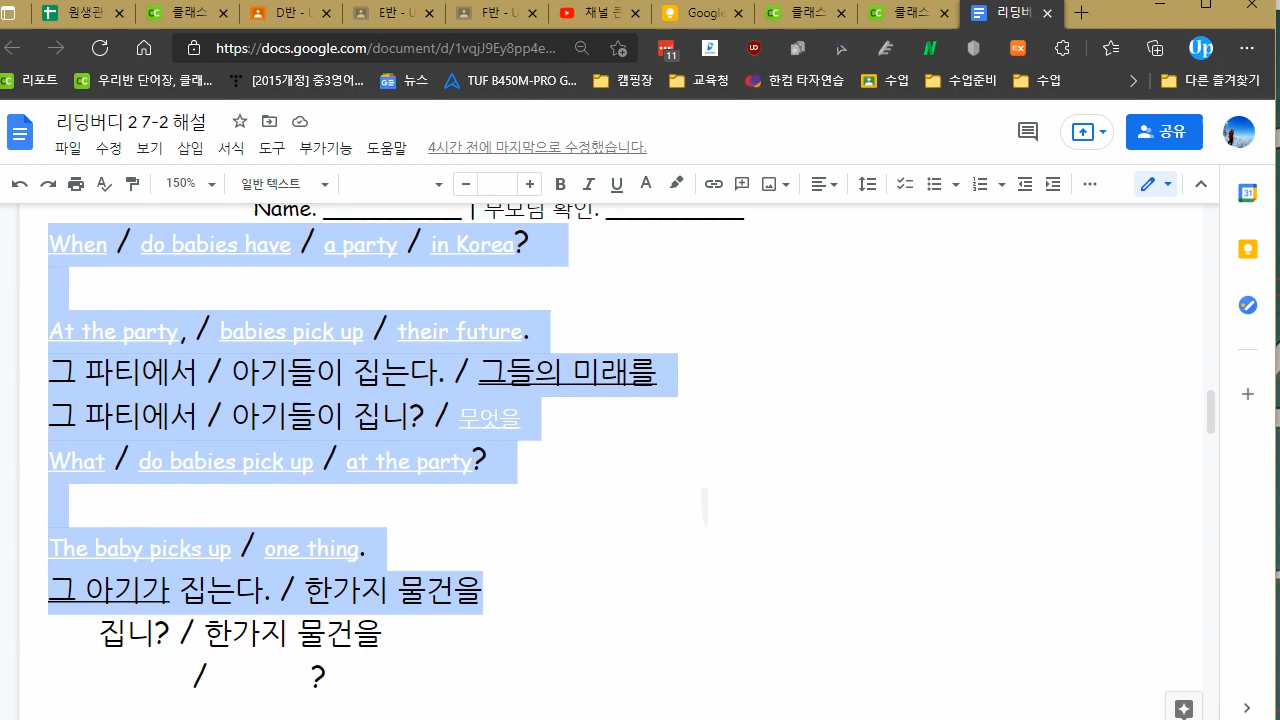 원생관
클래스
D반 - U
E반 - U
F반 - U
채널 콘
Google
클래스
클래스
리딩버디
https://docs.google.com/document/d/1vqjJ9Ey8pp4e...
11
Up
리포트
우리반 단어장, 클래...
[2015개정] 중3영어...
뉴스
TUF B450M-PRO G...
캠핑장
교육청
한컴 타자연습
수업
수업준비
수업
다른 즐겨찾기
리딩버디 2 7-2 해설
파일 수정 보기 삽입 서식 도구 부가기능 도움말 4시간 전에 마지막으로 수정했습니다.
공유
150% 일반 텍스트
Name. ____________ | 부모님 확인. ____________
When / do babies have / a party / in Korea?
At the party, / babies pick up / their future.
그 파티에서 / 아기들이 집는다. / 그들의 미래를
그 파티에서 / 아기들이 집니? / 무엇을
What / do babies pick up / at the party?
The baby picks up / one thing.
그 아기가 집는다. / 한가지 물건을
집니? / 한가지 물건을
/ ?